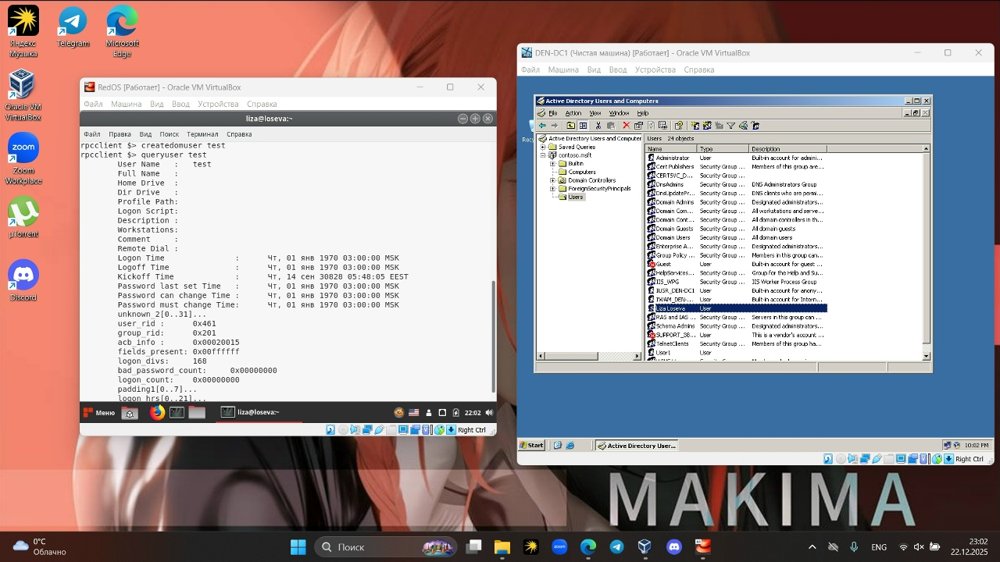 Яндекс Музыка
Telegram
Microsoft Edge
Oracle VM VirtualBox
Zoom Workplace
µTorrent
Discord
RedOS [Работает] - Oracle VM VirtualBox
Файл Машина Вид Ввод Устройства Справка
liza@loseva:~
Файл Правка Вид Поиск Терминал Справка
rpcclient $> createdomuser test
rpcclient $> queryuser test
User Name : test
Full Name :
Home Drive :
Dir Drive :
Profile Path:
Logon Script:
Description :
Workstations:
Comment :
Remote Dial :
Logon Time : Чт, 01 янв 1970 03:00:00 MSK
Logoff Time : Чт, 01 янв 1970 03:00:00 MSK
Kickoff Time : Чт, 14 сен 30828 05:48:05 EEST
Password last set Time : Чт, 01 янв 1970 03:00:00 MSK
Password can change Time : Чт, 01 янв 1970 03:00:00 MSK
Password must change Time: Чт, 01 янв 1970 03:00:00 MSK
unknown_2[0..31]...
user_rid : 0x461
group_rid: 0x201
acb_info : 0x00020015
fields_present: 0x00ffffff
logon_divs: 168
bad_password_count: 0x00000000
logon_count: 0x00000000
padding1[0..7]...
logon_hrs[0..21]...
Меню liza@loseva:~ 22:02
Right Ctrl
DEN-DC1 (Чистая машина) [Работает] - Oracle VM VirtualBox
Файл Машина Вид Ввод Устройства Справка
Active Directory Users and Computers
File Action View Window Help
Active Directory Users and Computer
Saved Queries
contoso.msft
Builtin
Computers
Domain Controllers
ForeignSecurityPrincipals
Users
Users 24 objects
Name Type Description
Administrator User Built-in account for admini...
Cert Publishers Security Group ... Members of this group are...
CERTSVC_D... Security Group ...
DnsAdmins Security Group ... DNS Administrators Group
DnsUpdatePr... Security Group ... DNS clients who are permi...
Domain Admins Security Group ... Designated administrators...
Domain Com... Security Group ... All workstations and serve...
Domain Cont... Security Group ... All domain controllers in th...
Domain Guests Security Group ... All domain guests
Domain Users Security Group ... All domain users
Enterprise A... Security Group ... Designated administrators...
Group Policy ... Security Group ... Members in this group can...
Guest User Built-in account for guest ...
HelpServices... Security Group ... Group for the Help and Su...
IIS_WPG Security Group ... IIS Worker Process Group
IUSR_DEN-DC1 User Built-in account for anony...
IWAM_DEN-... User Built-in account for Intern...
Liza Loseva User
RAS and IAS ... Security Group ... Servers in this group can ...
Schema Admins Security Group ... Designated administrators...
SUPPORT_38... User This is a vendor's account ...
TelnetClients Security Group ... Members of this group ha...
User1 User
Start Active Directory User... 10:02 PM
Right Ctrl
MAKIMA
0°C
Облачно
Поиск
ENG
23:02
22.12.2025